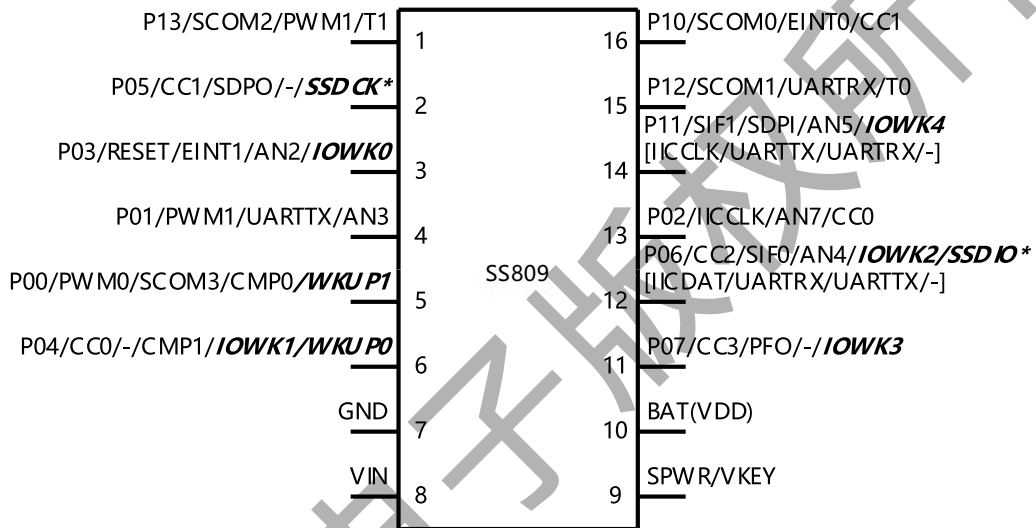 P13/SCOM2/PWM1/T1
1
P05/CC1/SDPO/-/SSDCK*
2
P03/RESET/EINT1/AN2/IOWK0
3
P01/PWM1/UARTTX/AN3
4
P00/PWM0/SCOM3/CMP0/WKUP1
5
P04/CC0/-/CMP1/IOWK1/WKUP0
6
GND
7
VIN
8
SS809
P10/SCOM0/EINT0/CC1
16
P12/SCOM1/UARTRX/T0
15
P11/SIF1/SDPI/AN5/IOWK4
[IICCLK/UARTTX/UARTRX/-]
14
P02/IICCLK/AN7/CC0
13
P06/CC2/SIF0/AN4/IOWK2/SSDIO*
[IICDAT/UARTRX/UARTTX/-]
12
P07/CC3/PFO/-/IOWK3
11
BAT(VDD)
10
SPWR/VKEY
9
子版权所